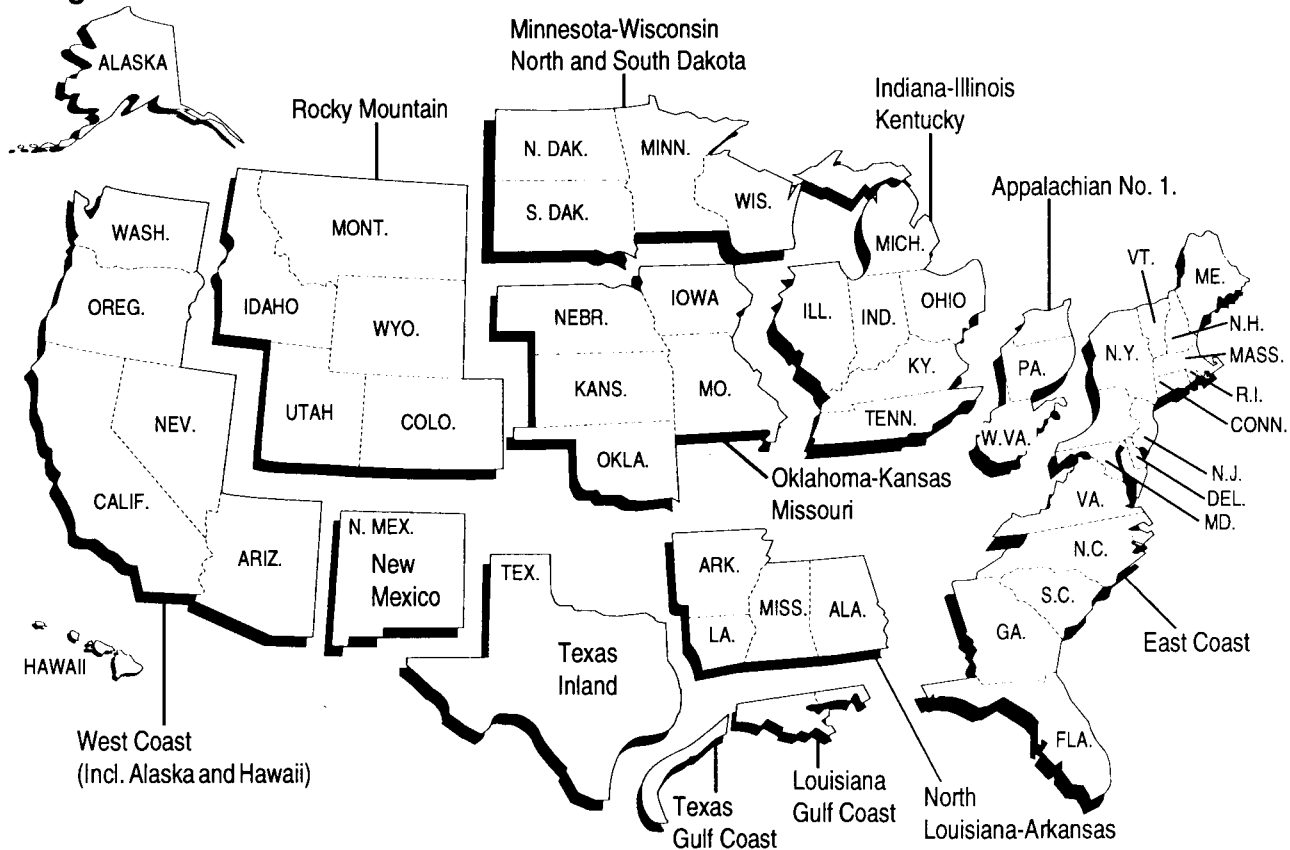 ALASKA
Minnesota-Wisconsin
North and South Dakota
Rocky Mountain
Indiana-Illinois
Kentucky
Appalachian No. 1.
N. DAK.
MINN.
S. DAK.
WIS.
WASH.
MONT.
MICH.
VT.
ME.
OREG.
IDAHO
WYO.
NEBR.
IOWA
ILL.
IND.
OHIO
N.H.
N.Y.
MASS.
PA.
KY.
R.I.
CONN.
KANS.
MO.
UTAH
COLO.
NEV.
TENN.
W.VA.
OKLA.
N.J.
DEL.
MD.
Oklahoma-Kansas
Missouri
VA.
CALIF.
N. MEX.
New
Mexico
ARIZ.
TEX.
ARK.
N.C.
MISS.
ALA.
S.C.
LA.
GA.
East Coast
HAWAII
Texas
Inland
FLA.
West Coast
(Incl. Alaska and Hawaii)
Texas
Gulf Coast
Louisiana
Gulf Coast
North
Louisiana-Arkansas